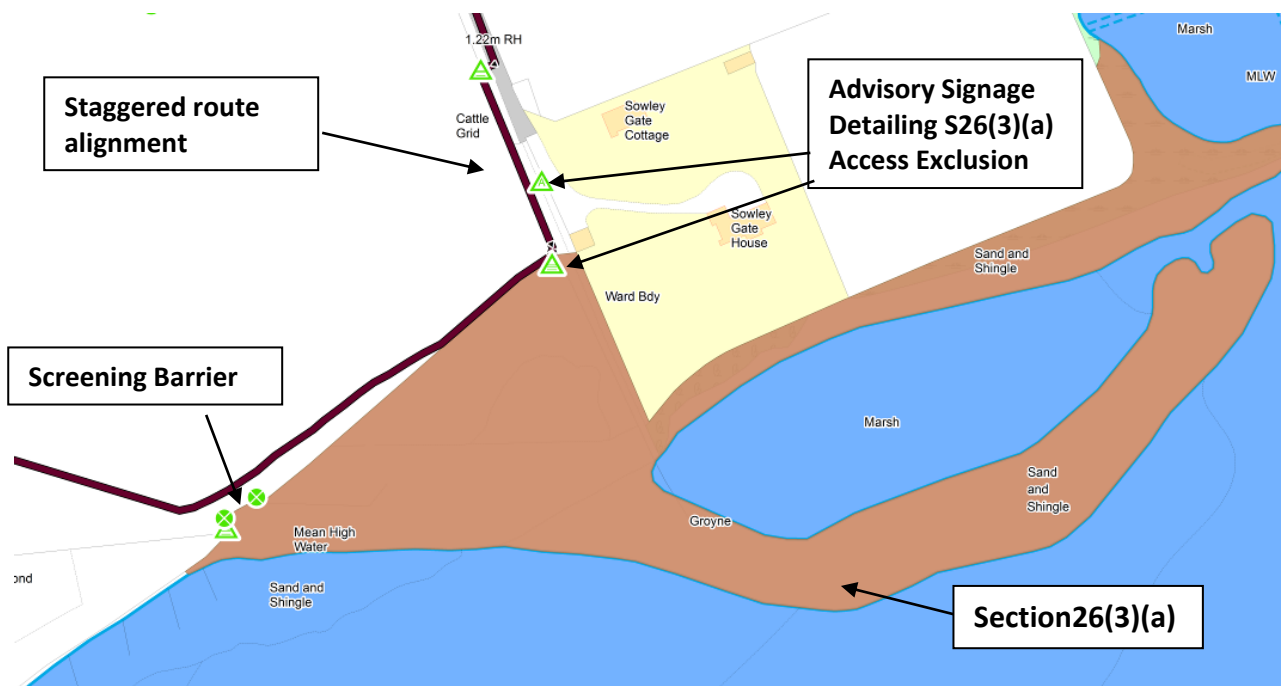 Marsh
MLW
1.22m RH
Staggered route
alignment
Cattle
Grid
Sowley
Gate
Cottage
Advisory Signage
Detailing S26(3)(a)
Access Exclusion
A
Sowley
Gate
House
Sand and
Shingle
Ward Bdy
Screening Barrier
Marsh
Sand
and
Shingle
Groyne
Mean High
Water
ond
Sand and
Shingle
Section26(3)(a)